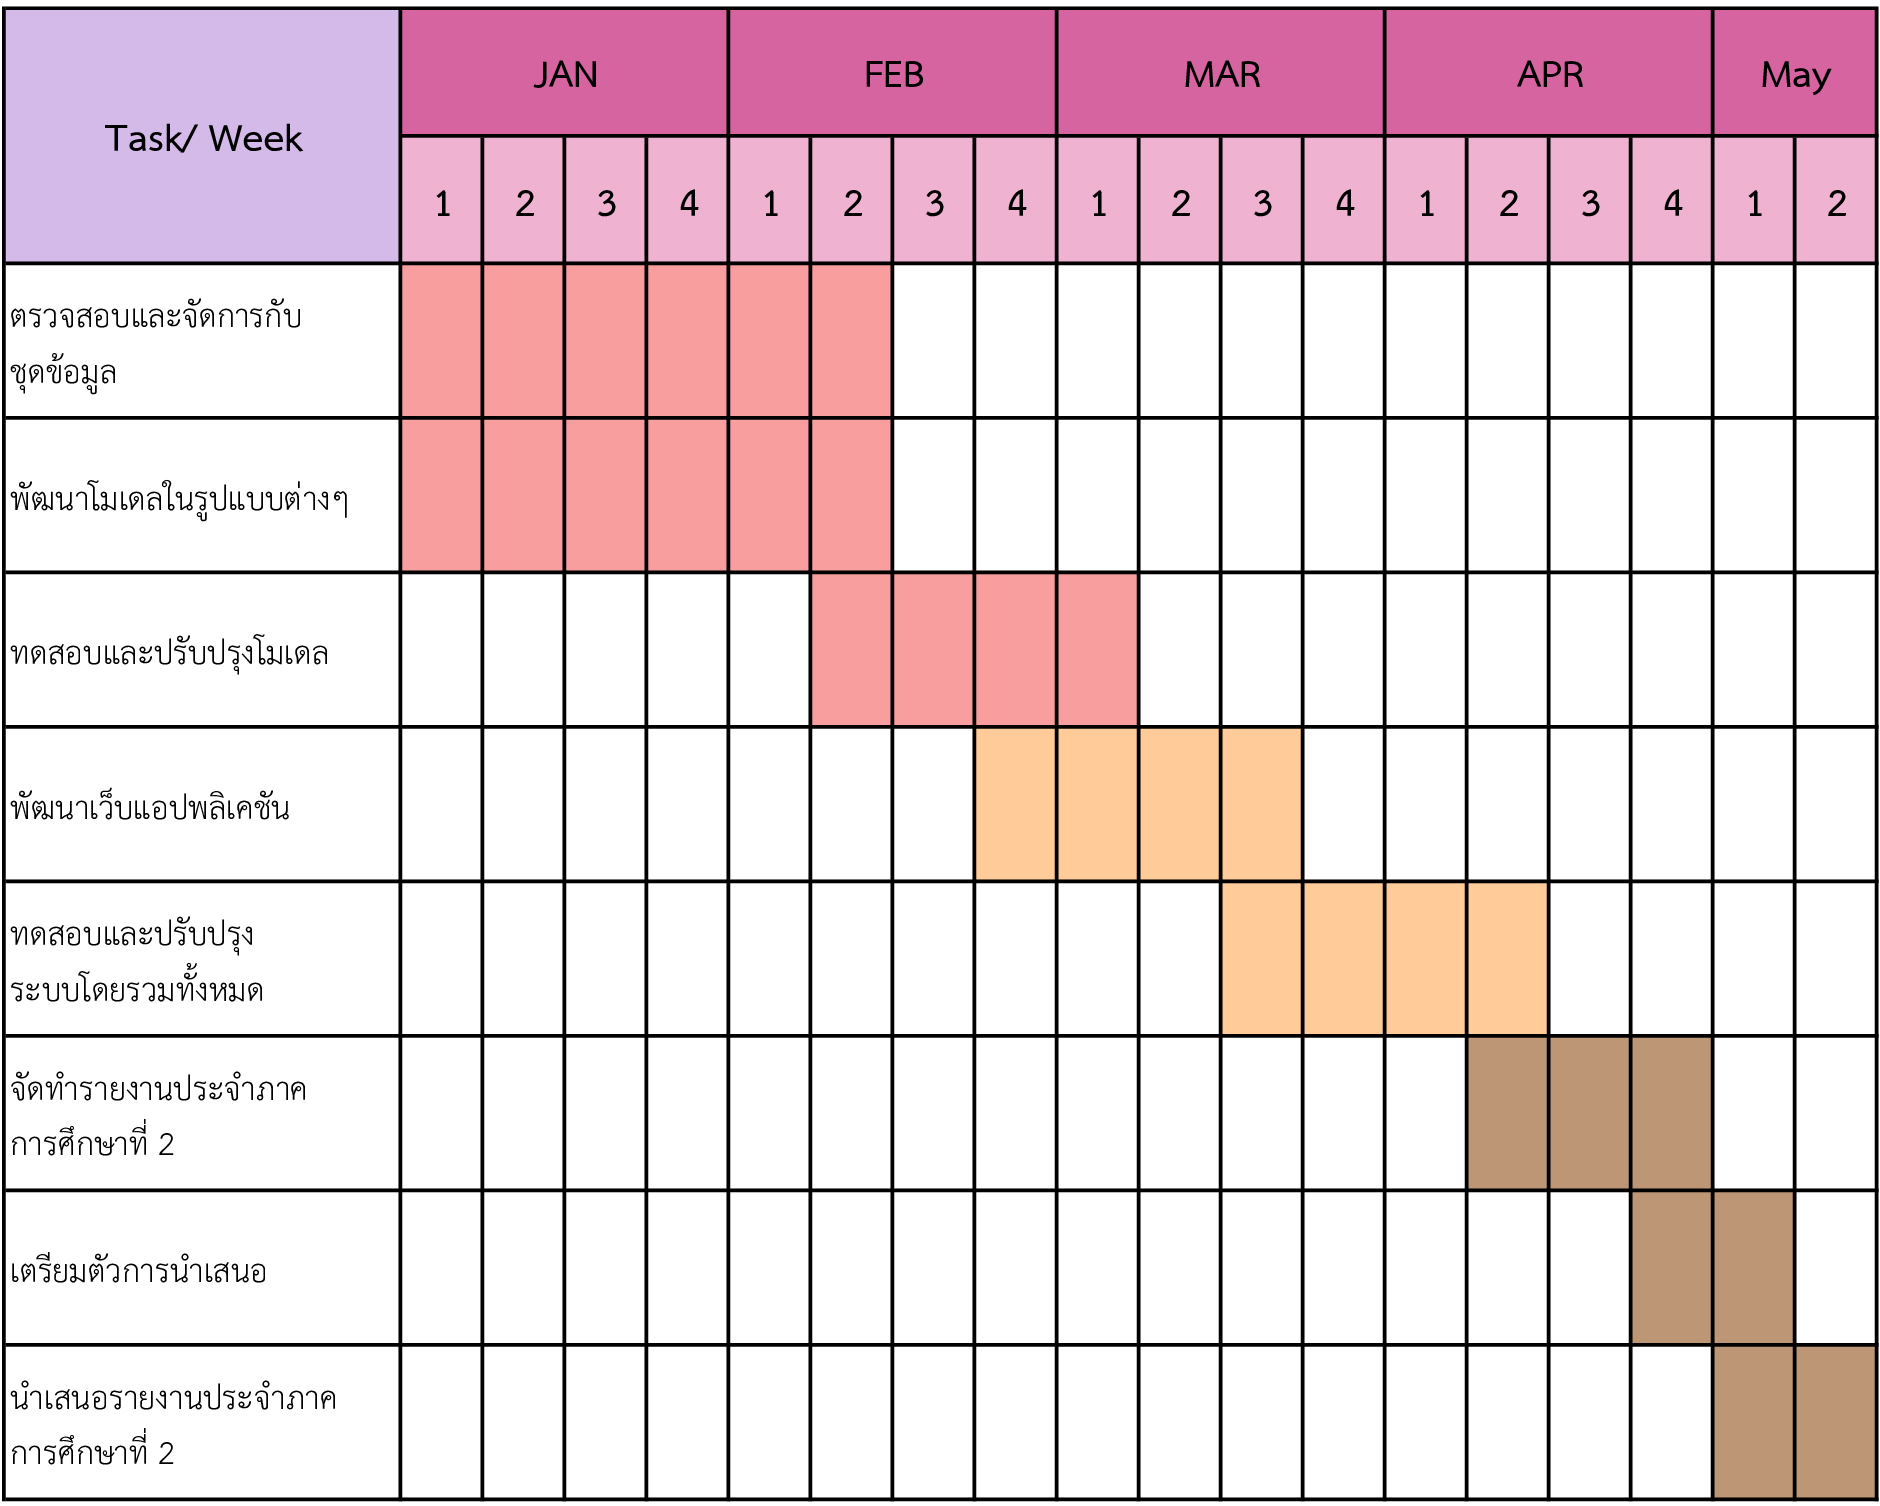 Task/ Week
JAN FEB MAR APR May
1 2 3 4 1 2 3 4 1 2 3 4 1 2 3 4 1 2
ตรวจสอบและจัดการกับ
ชุดข้อมูล
พัฒนาโมเดลในรูปแบบต่างๆ
ทดสอบและปรับปรุงโมเดล
พัฒนาเว็บแอปพลิเคชัน
ทดสอบและปรับปรุง
ระบบโดยรวมทั้งหมด
จัดทำรายงานประจำภาค
การศึกษาที่ 2
เตรียมตัวการนำเสนอ
นำเสนอรายงานประจำภาค
การศึกษาที่ 2